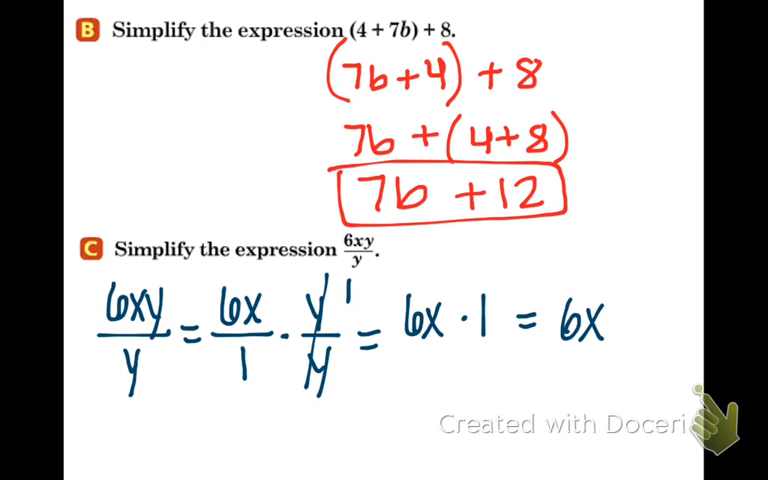 B Simplify the expression (4 + 7b) + 8.
(7b+4) + 8
7b + (4+8)
7b + 12
C Simplify the expression 6xy/y.
6xy/y = 6x/1 · y/y 1 = 6x · 1 = 6x
Created with Doceri